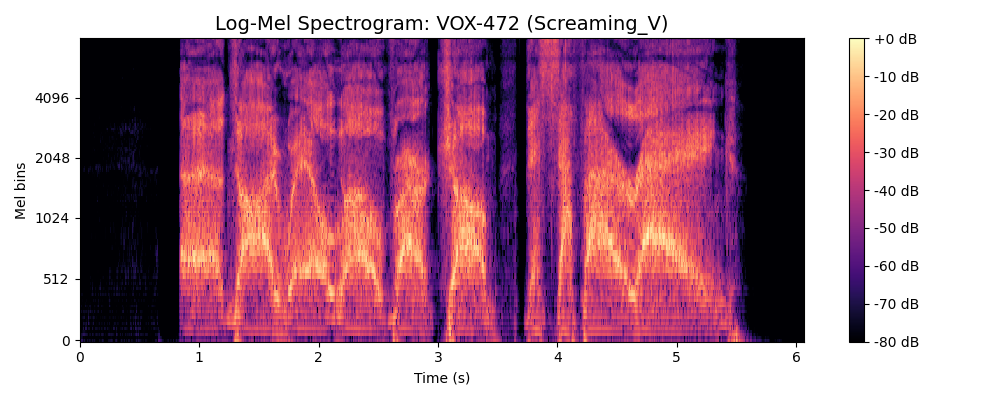 Log-Mel Spectrogram: VOX-472 (Screaming_V)
Mel bins
4096
2048
1024
512
0
0 1 2 3 4 5 6
Time (s)
+0 dB
-10 dB
-20 dB
-30 dB
-40 dB
-50 dB
-60 dB
-70 dB
-80 dB